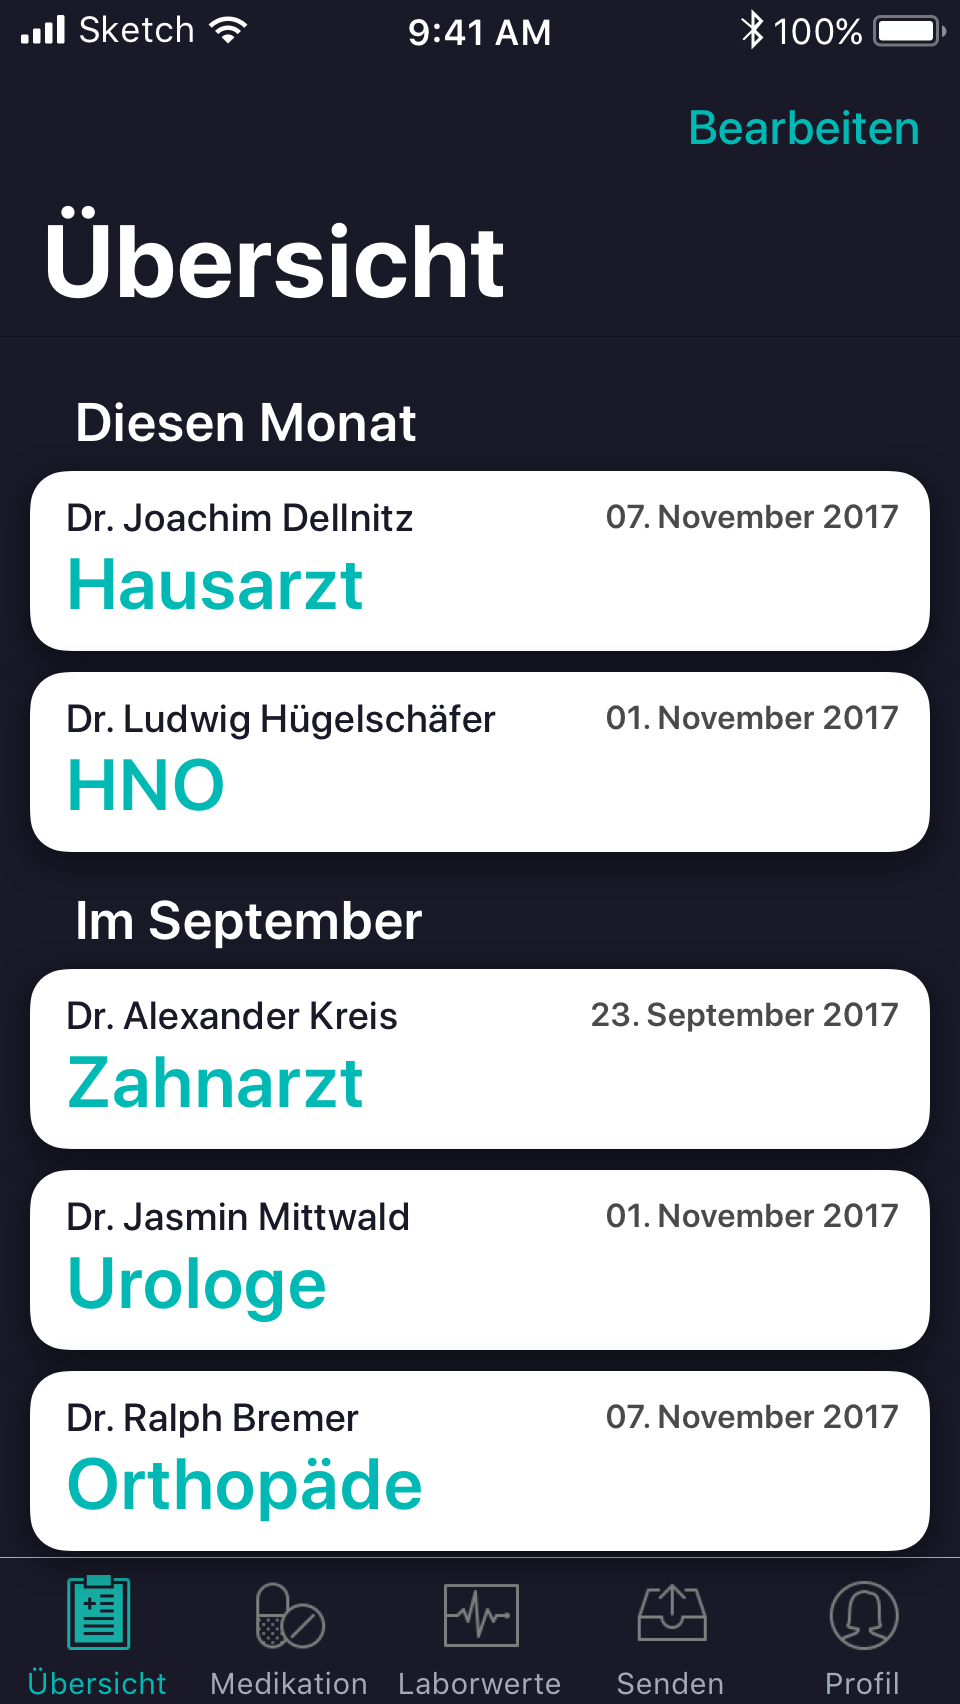 Sketch 9:41 AM 100%
Bearbeiten
Übersicht
Diesen Monat
Dr. Joachim Dellnitz 07. November 2017
Hausarzt
Dr. Ludwig Hügelschäfer 01. November 2017
HNO
Im September
Dr. Alexander Kreis 23. September 2017
Zahnarzt
Dr. Jasmin Mittwald 01. November 2017
Urologe
Dr. Ralph Bremer 07. November 2017
Orthopäde
Übersicht Medikation Laborwerte Senden Profil